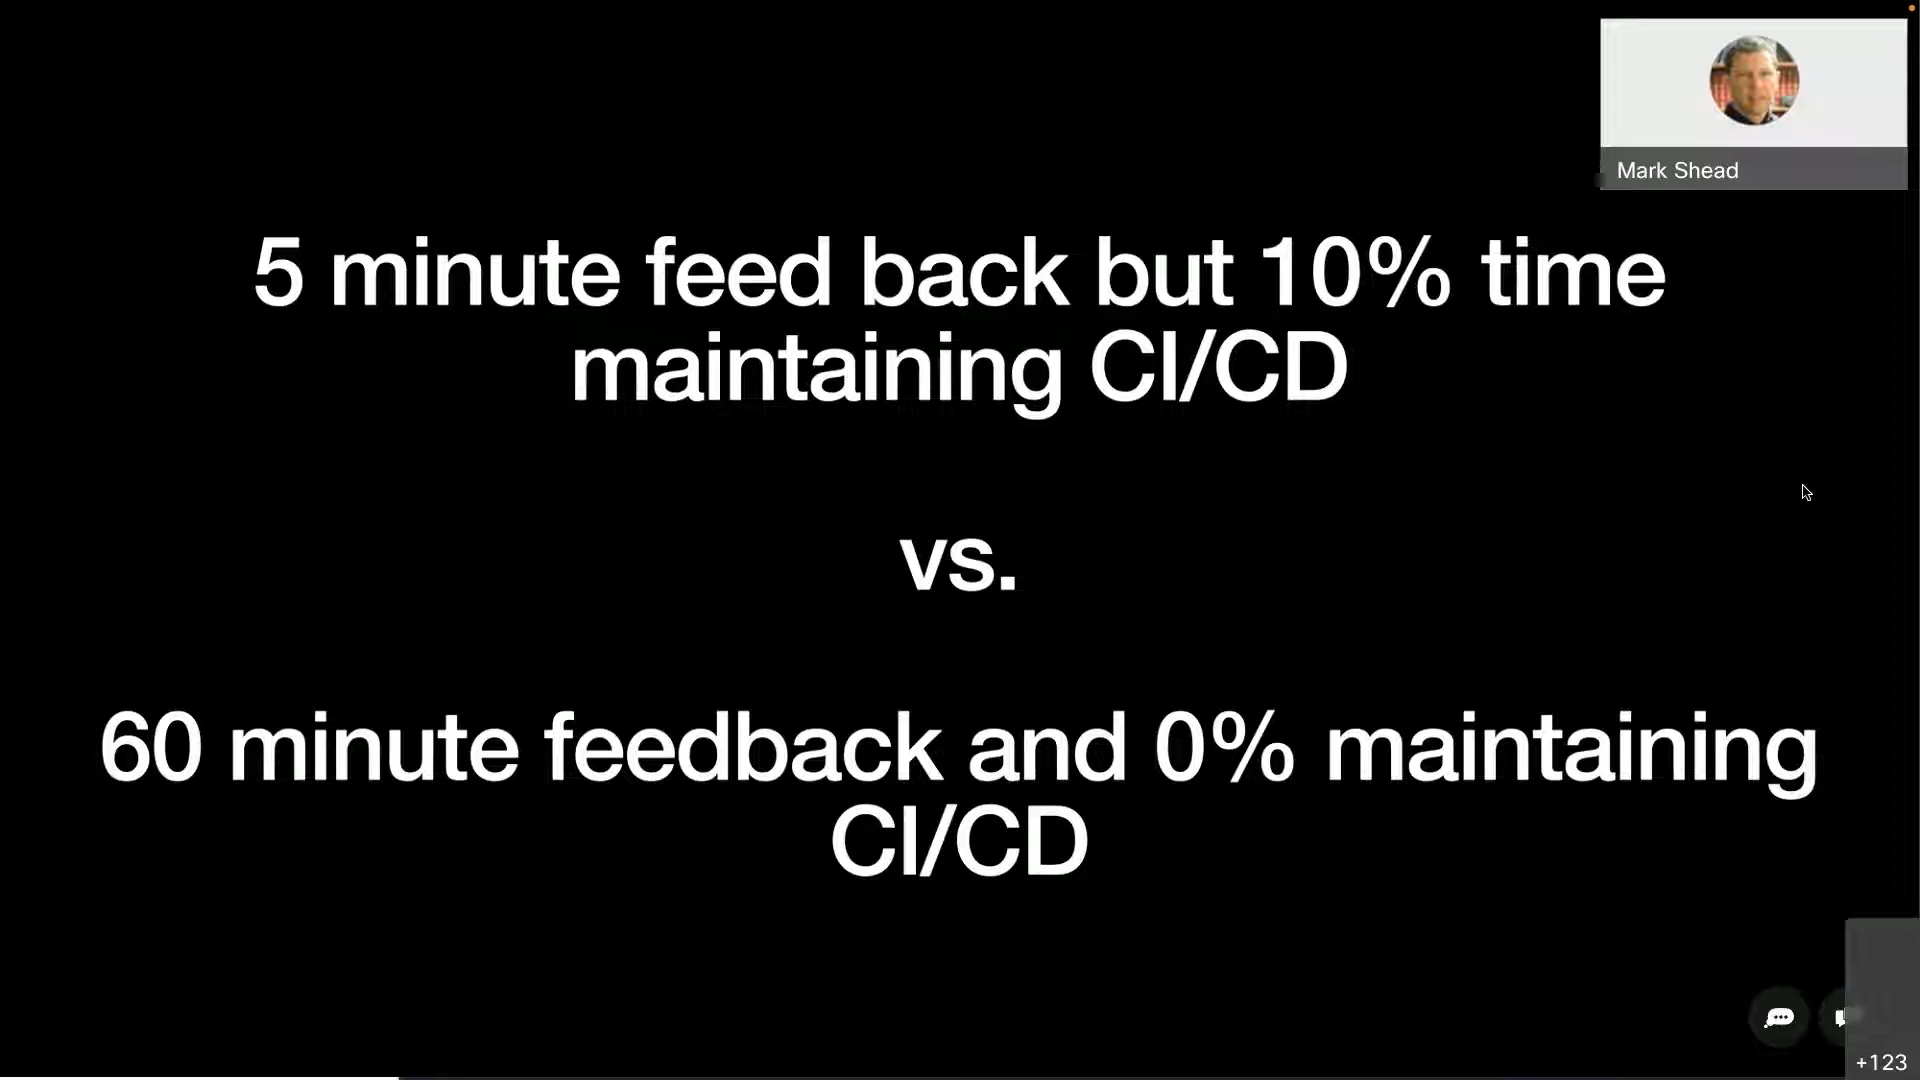 Mark Shead
5 minute feed back but 10% time
maintaining CI/CD
vs.
60 minute feedback and 0% maintaining
CI/CD
+123